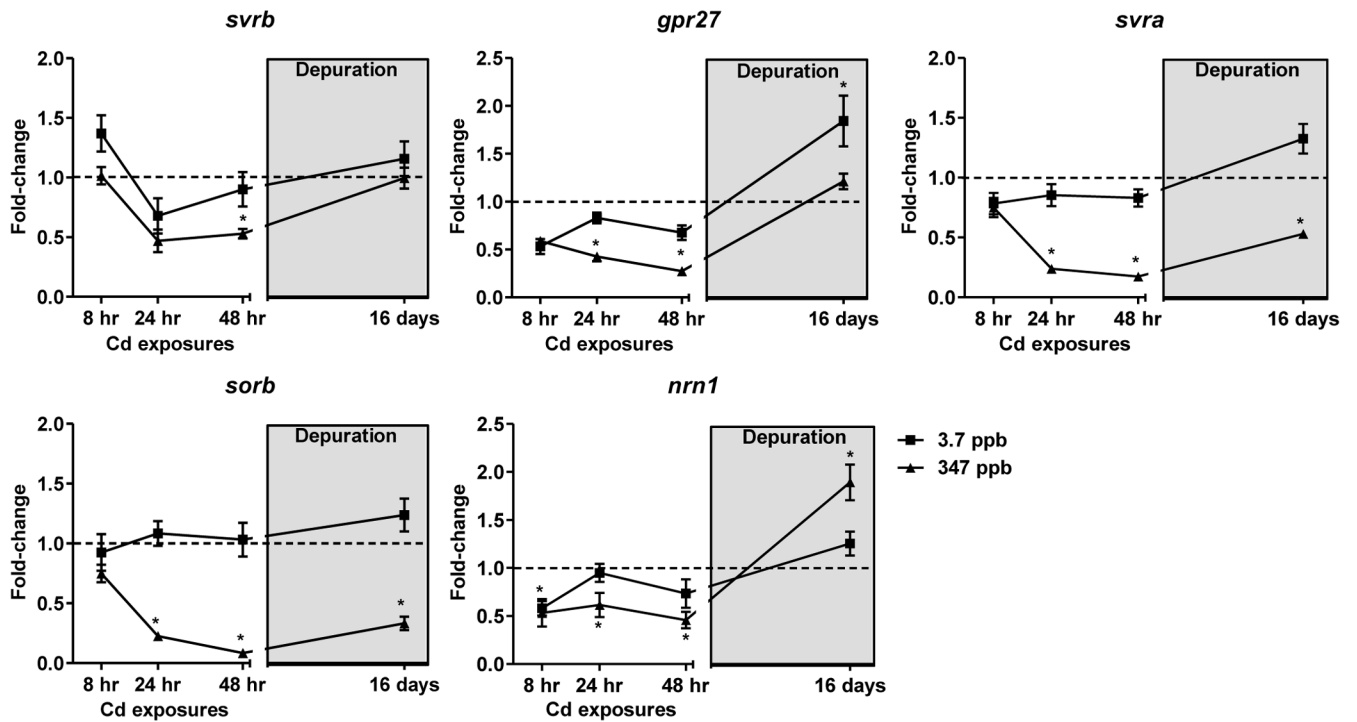 svrb
2.0
1.5
1.0
0.5
0.0
Fold-change
Depuration
*
8 hr 24 hr 48 hr 16 days
Cd exposures
gpr27
2.5
2.0
1.5
1.0
0.5
0.0
Fold-change
Depuration
*
*
*
8 hr 24 hr 48 hr 16 days
Cd exposures
svra
2.0
1.5
1.0
0.5
0.0
Fold-change
Depuration
*
*
*
8 hr 24 hr 48 hr 16 days
Cd exposures
sorb
2.0
1.5
1.0
0.5
0.0
Fold-change
Depuration
*
*
*
8 hr 24 hr 48 hr 16 days
Cd exposures
nrn1
2.5
2.0
1.5
1.0
0.5
0.0
Fold-change
Depuration
*
*
*
*
8 hr 24 hr 48 hr 16 days
Cd exposures
3.7 ppb
347 ppb